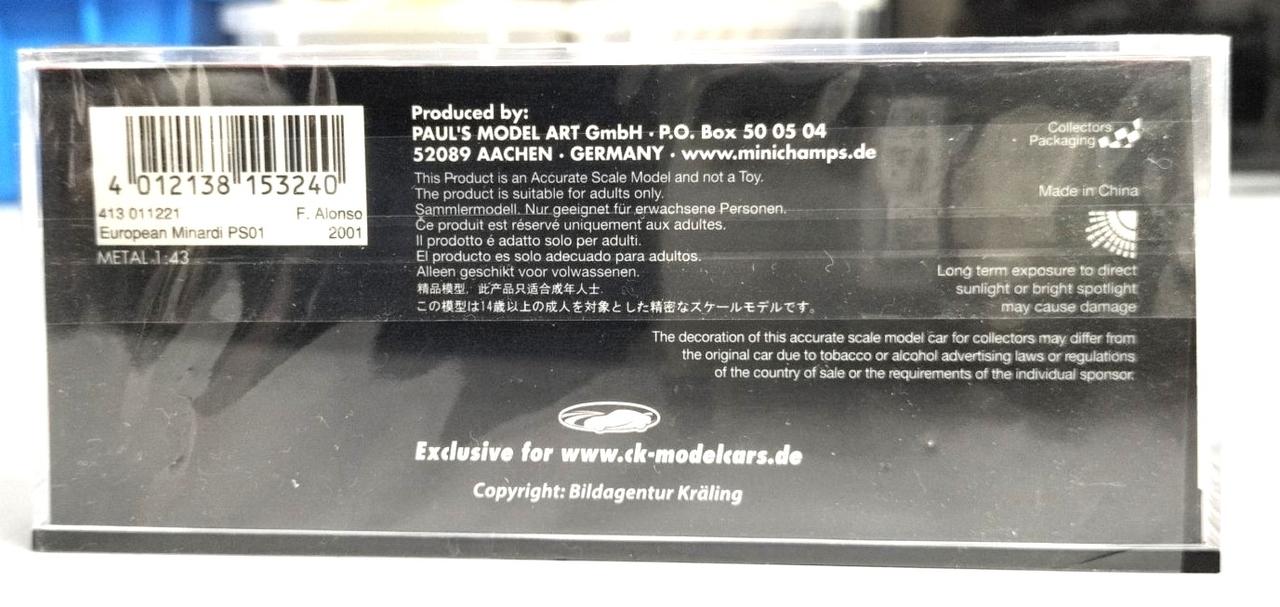 4 012138 153240
413 011221 F. Alonso
European Minardi PS01 2001
METAL 1:43
Produced by:
PAUL'S MODEL ART GmbH · P.O. Box 50 05 04
52089 AACHEN · GERMANY · www.minichamps.de
This Product is an Accurate Scale Model and not a Toy.
The product is suitable for adults only.
Sammlermodell. Nur geeignet für erwachsene Personen.
Ce produit est réservé uniquement aux adultes.
Il prodotto é adatto solo per adulti.
El producto es solo adecuado para adultos.
Alleen geschikt voor volwassenen.
精品模型. 此产品只适合成年人士.
この模型は14歳以上の成人を対象とした精密なスケールモデルです。
Collectors
Packaging
Made in China
Long term exposure to direct
sunlight or bright spotlight
may cause damage
The decoration of this accurate scale model car for collectors may differ from
the original car due to tobacco or alcohol advertising laws or regulations
of the country of sale or the requirements of the individual sponsor.
Exclusive for www.ck-modelcars.de
Copyright: Bildagentur Kräling